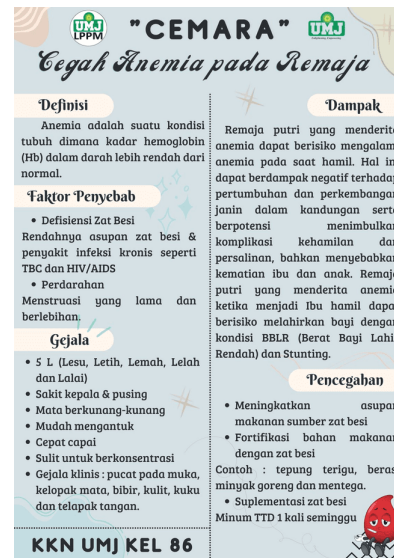 UMJ
LPPM
"CEMARA"
UMJ
Cegah Anemia pada Remaja
Definisi
Anemia adalah suatu kondisi
tubuh dimana kadar hemoglobin
(Hb) dalam darah lebih rendah dari
normal.
Faktor Penyebab
• Defisiensi Zat Besi
Rendahnya asupan zat besi &
penyakit infeksi kronis seperti
TBC dan HIV/AIDS
• Perdarahan
Menstruasi yang lama dan
berlebihan.
Gejala
• 5 L (Lesu, Letih, Lemah, Lelah
dan Lalai)
• Sakit kepala & pusing
• Mata berkunang-kunang
• Mudah mengantuk
• Cepat capai
• Sulit untuk berkonsentrasi
• Gejala klinis : pucat pada muka,
kelopak mata, bibir, kulit, kuku
dan telapak tangan.
KKN UMJ KEL 86
Dampak
Remaja putri yang menderita
anemia dapat berisiko mengalam
anemia pada saat hamil. Hal in
dapat berdampak negatif terhadap
pertumbuhan dan perkembangan
janin dalam kandungan serta
berpotensi menimbulkan
komplikasi kehamilan dan
persalinan, bahkan menyebabkan
kematian ibu dan anak. Remaja
putri yang menderita anemia
ketika menjadi Ibu hamil dapat
berisiko melahirkan bayi dengan
kondisi BBLR (Berat Bayi Lahi
Rendah) dan Stunting.
Pencegahan
• Meningkatkan asupan
makanan sumber zat besi
• Fortifikasi bahan makanan
dengan zat besi
Contoh : tepung terigu, beras
minyak goreng dan mentega.
• Suplementasi zat besi
Minum TTD 1 kali seminggu